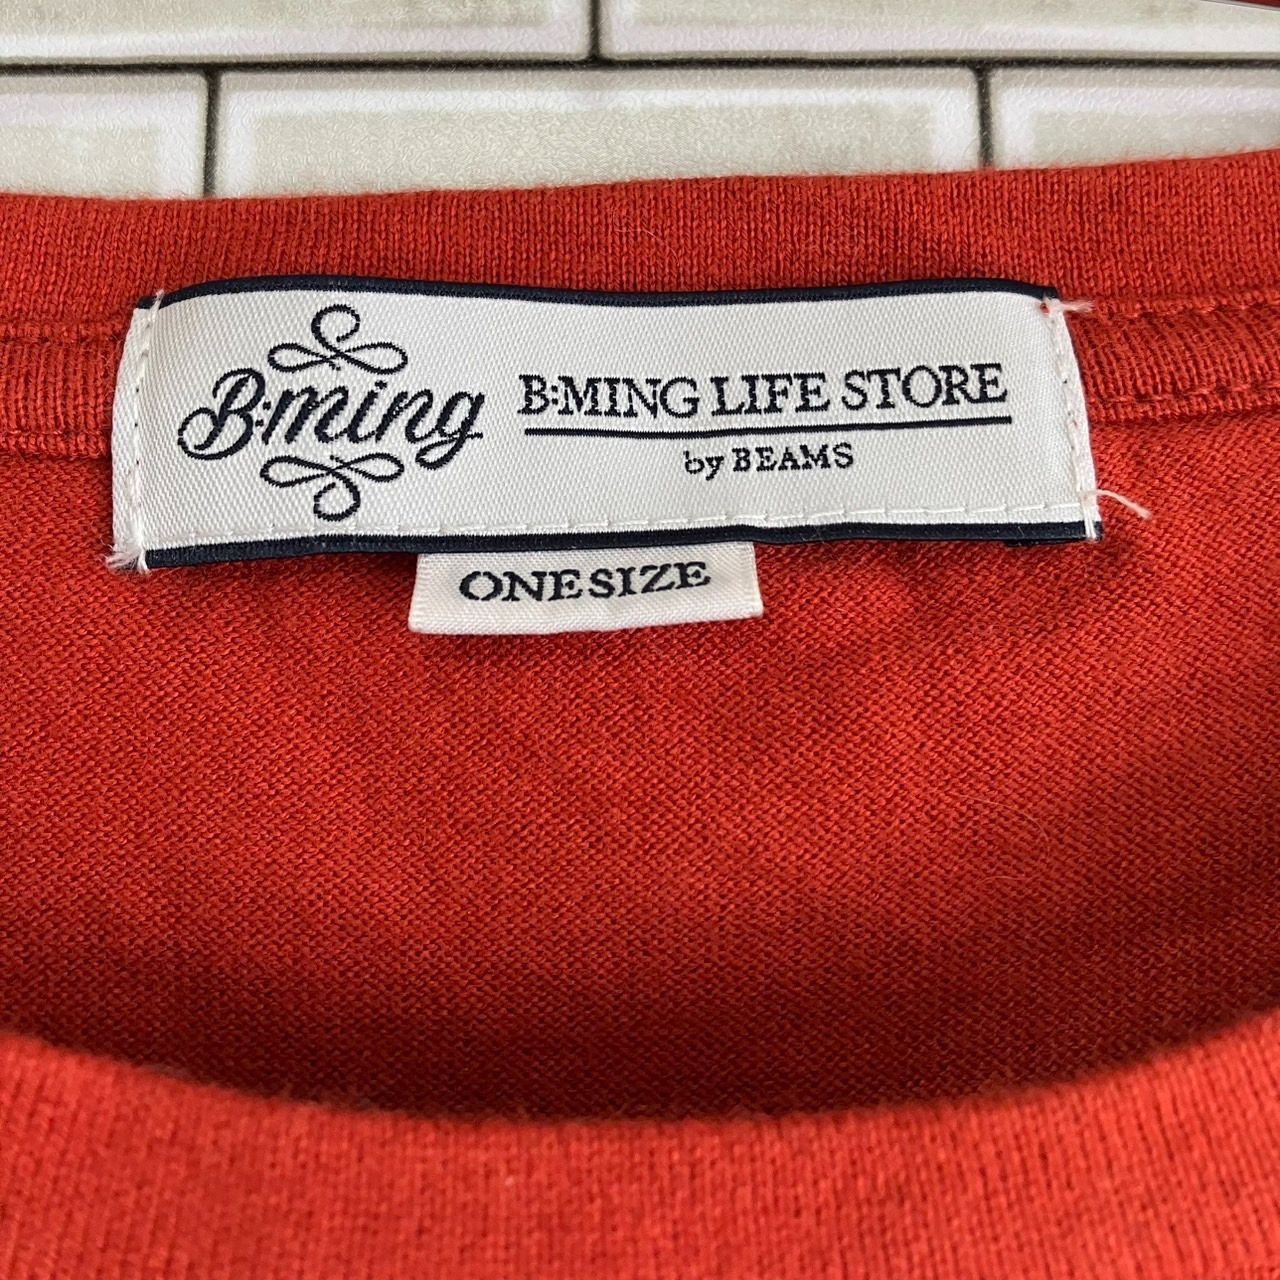 B:ming
B:MING LIFE STORE
by BEAMS
ONE SIZE